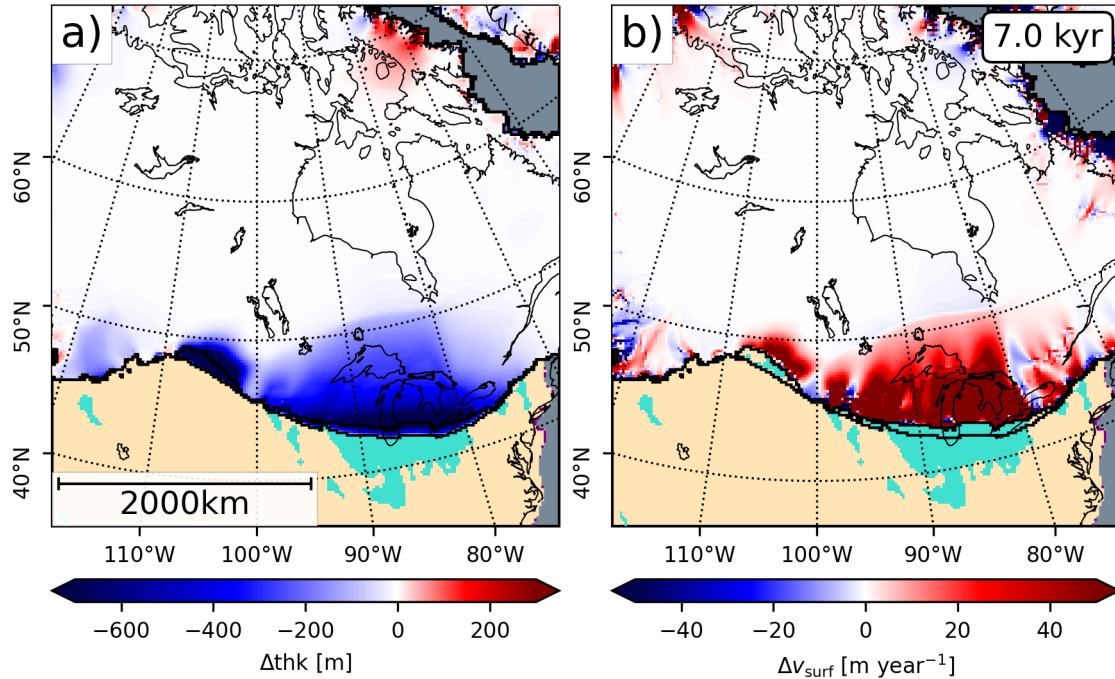 a)
b)
7.0 kyr
60°N
50°N
40°N
60°N
50°N
40°N
2000km
110°W
100°W
90°W
80°W
110°W
100°W
90°W
80°W
−600
−400
−200
0
200
−40
−20
0
20
40
Δthk [m]
Δv_surf [m year⁻¹]